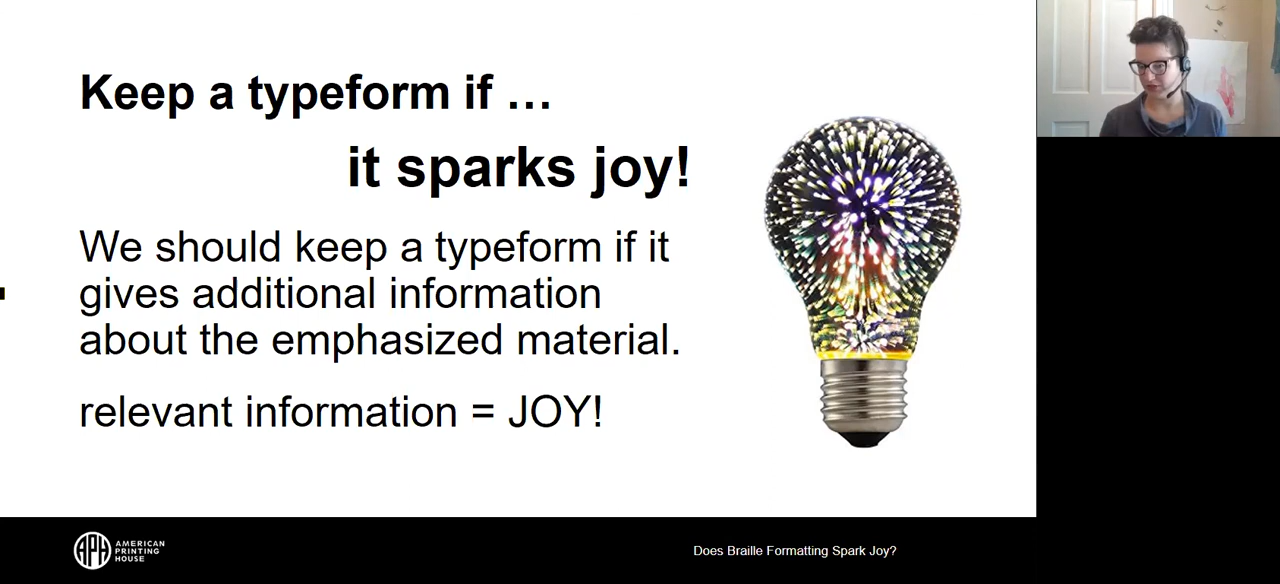 Keep a typeform if …
it sparks joy!
We should keep a typeform if it
gives additional information
about the emphasized material.
relevant information = JOY!
APH
AMERICAN
PRINTING
HOUSE
Does Braille Formatting Spark Joy?